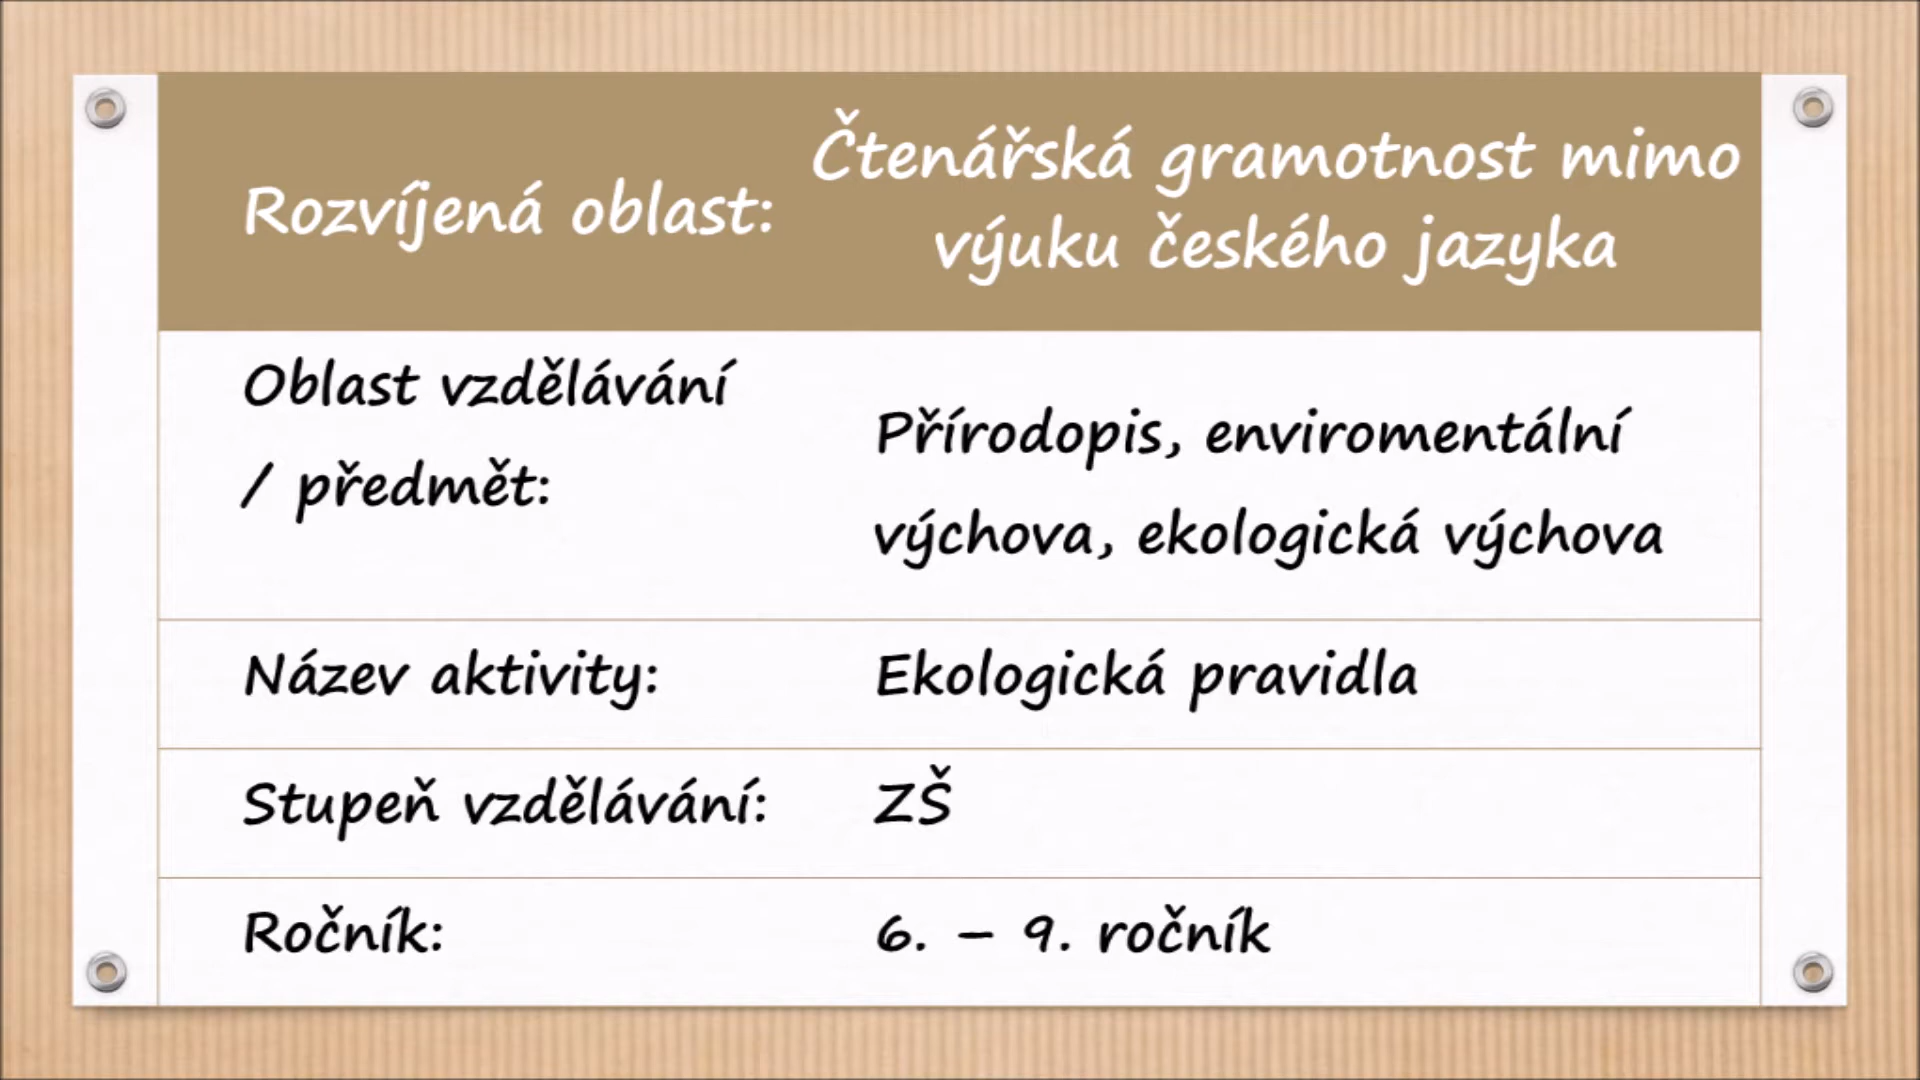 Rozvíjená oblast:
Čtenářská gramotnost mimo
výuku českého jazyka
Oblast vzdělávání
/ předmět:
Přírodopis, enviromentální
výchova, ekologická výchova
Název aktivity:
Ekologická pravidla
Stupeň vzdělávání:
ZŠ
Ročník:
6. – 9. ročník